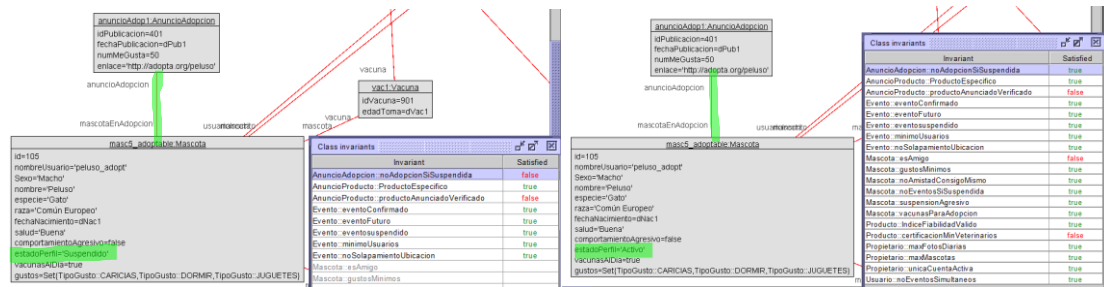 anuncioAdop1:AnuncioAdopcion
idPublicacion=401
fechaPublicacion=dPub1
numMeGusta=50
enlace='http://adopta.org/peluso'
anuncioAdopcion
vacuna
vac1:Vacuna
idVacuna=901
edadToma=dVac1
vacuna
mascotaEnAdopcion
mascota
masc5_adoptable:Mascota
id=105
nombreUsuario='peluso_adopt'
Sexo='Macho'
nombre='Peluso'
especie='Gato'
raza='Común Europeo'
fechaNacimiento=dNac1
salud='Buena'
comportamientoAgresivo=false
estadoPerfil='Suspendido'
vacunasAlDia=true
gustos=Set{TipoGusto::CARICIAS,TipoGusto::DORMIR,TipoGusto::JUGUETES}
Class invariants
Invariant Satisfied
AnuncioAdopcion::noAdopcionSiSuspendida false
AnuncioProducto::ProductoEspecifico true
AnuncioProducto::productoAnunciadoVerificado false
Evento::eventoConfirmado true
Evento::eventoFuturo true
Evento::eventosuspendido true
Evento::minimoUsuarios true
Evento::noSolapamientoUbicacion true
Mascota::esAmigo
Mascota::gustosMinimos
anuncioAdop1:AnuncioAdopcion
idPublicacion=401
fechaPublicacion=dPub1
numMeGusta=50
enlace='http://adopta.org/peluso'
anuncioAdopcion
mascotaEnAdopcion
masc5_adoptable:Mascota
id=105
nombreUsuario='peluso_adopt'
Sexo='Macho'
nombre='Peluso'
especie='Gato'
raza='Común Europeo'
fechaNacimiento=dNac1
salud='Buena'
comportamientoAgresivo=false
estadoPerfil='Activo'
vacunasAlDia=true
gustos=Set{TipoGusto::CARICIAS,TipoGusto::DORMIR,TipoGusto::JUGUETES}
Class invariants
Invariant Satisfied
AnuncioAdopcion::noAdopcionSiSuspendida true
AnuncioProducto::ProductoEspecifico true
AnuncioProducto::productoAnunciadoVerificado false
Evento::eventoConfirmado true
Evento::eventoFuturo true
Evento::eventosuspendido true
Evento::minimoUsuarios true
Evento::noSolapamientoUbicacion true
Mascota::esAmigo false
Mascota::gustosMinimos true
Mascota::noAmistadConsigoMismo true
Mascota::noEventosSiSuspendida true
Mascota::suspensionAgresivo true
Mascota::vacunasParaAdopcion true
Producto::IndiceFiabilidadValido true
Producto::certificacionMinVeterinarios false
Propietario::maxFotosDiarias true
Propietario::maxMascotas true
Propietario::unicaCuentaActiva true
Usuario::noEventosSimultaneos true